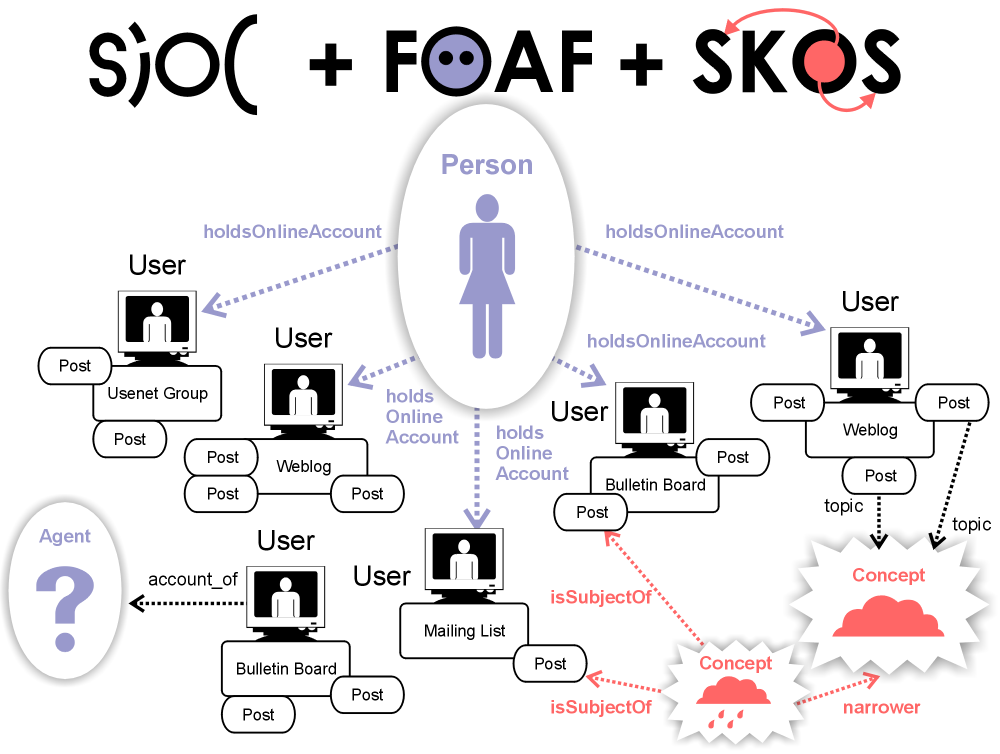 SIOC + FOAF + SKOS
Person
holdsOnlineAccount
holdsOnlineAccount
User
Post
Usenet Group
Post
User
holds
Online
Account
Post
Weblog
Post
Post
holds
Online
Account
holdsOnlineAccount
User
Post
Bulletin Board
Post
User
Post
Post
Weblog
Post
topic
topic
Agent
account_of
User
Bulletin Board
Post
Post
User
Mailing List
Post
isSubjectOf
isSubjectOf
Concept
narrower
Concept